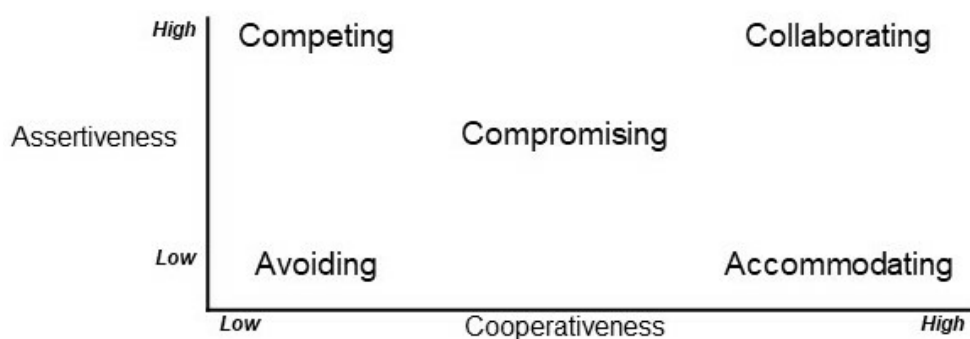 High Competing Collaborating
Assertiveness Compromising
Low Avoiding Accommodating
Low Cooperativeness High